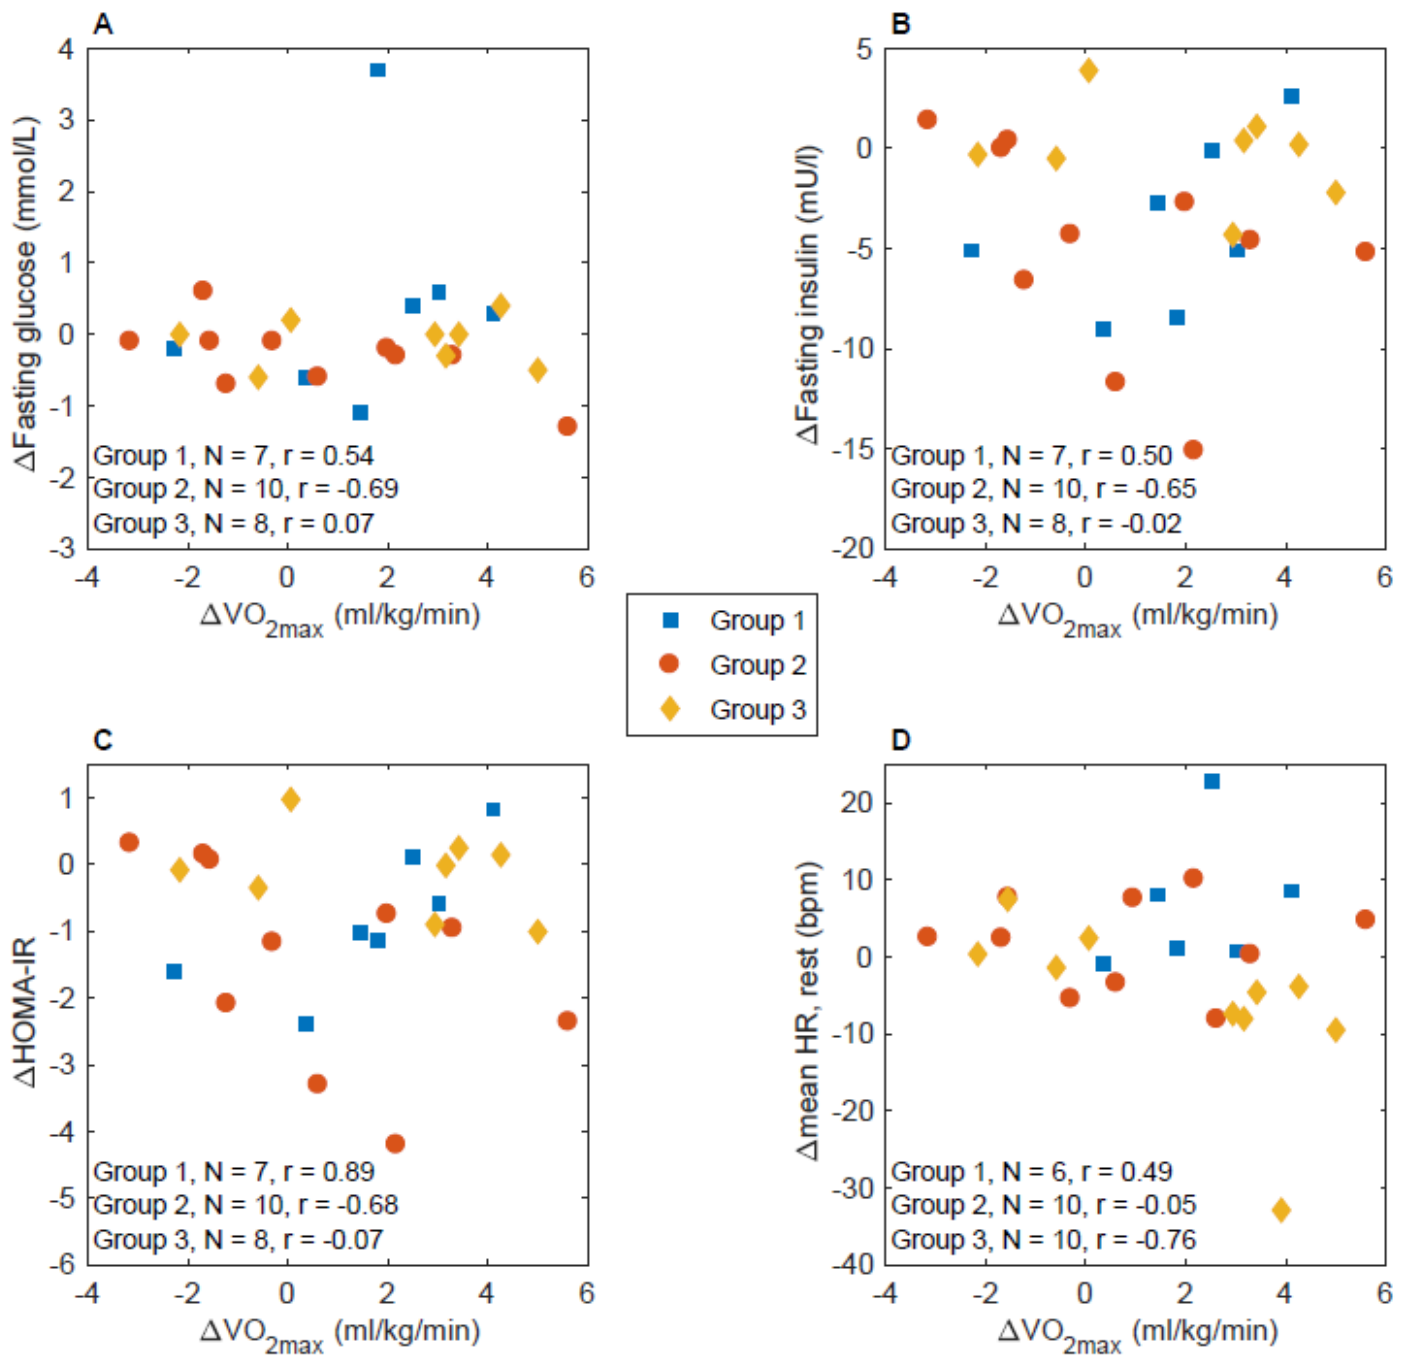 A
ΔFasting glucose (mmol/L)
4
3
2
1
0
-1
-2
-3
Group 1, N = 7, r = 0.54
Group 2, N = 10, r = -0.69
Group 3, N = 8, r = 0.07
-4 -2 0 2 4 6
ΔVO2max (ml/kg/min)
B
ΔFasting insulin (mU/l)
5
0
-5
-10
-15
-20
Group 1, N = 7, r = 0.50
Group 2, N = 10, r = -0.65
Group 3, N = 8, r = -0.02
-4 -2 0 2 4 6
ΔVO2max (ml/kg/min)
Group 1
Group 2
Group 3
C
ΔHOMA-IR
1
0
-1
-2
-3
-4
-5
-6
Group 1, N = 7, r = 0.89
Group 2, N = 10, r = -0.68
Group 3, N = 8, r = -0.07
-4 -2 0 2 4 6
ΔVO2max (ml/kg/min)
D
Δmean HR, rest (bpm)
20
10
0
-10
-20
-30
-40
Group 1, N = 6, r = 0.49
Group 2, N = 10, r = -0.05
Group 3, N = 10, r = -0.76
-4 -2 0 2 4 6
ΔVO2max (ml/kg/min)